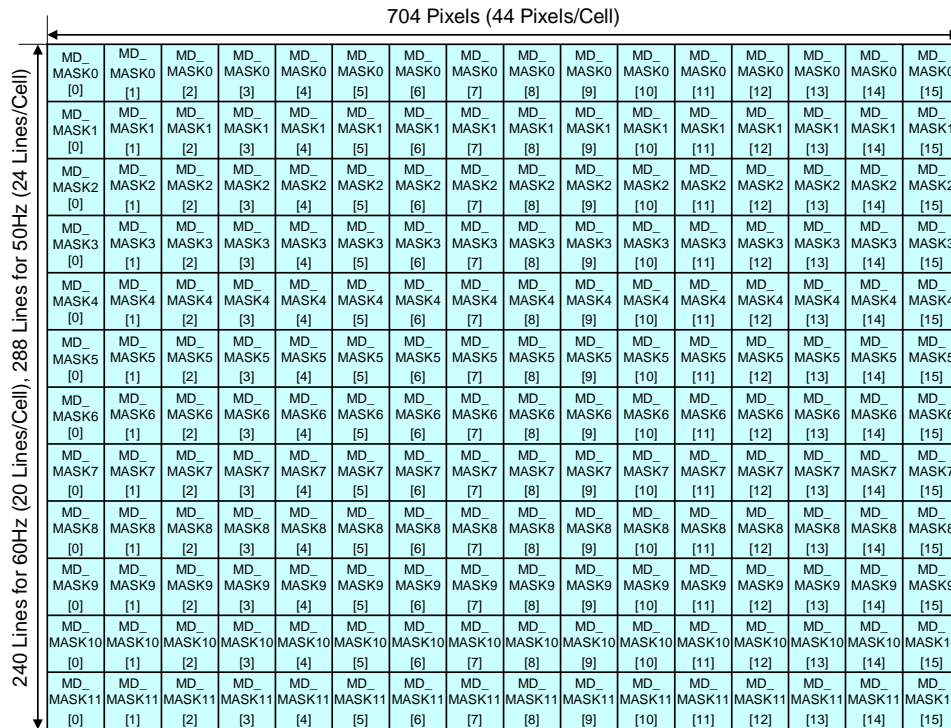 704 Pixels (44 Pixels/Cell)
240 Lines for 60Hz (20 Lines/Cell), 288 Lines for 50Hz (24 Lines/Cell)
MD_ MD_ MD_ MD_ MD_ MD_ MD_ MD_ MD_ MD_ MD_ MD_ MD_ MD_ MD_ MD_
MASK0 MASK0 MASK0 MASK0 MASK0 MASK0 MASK0 MASK0 MASK0 MASK0 MASK0 MASK0 MASK0 MASK0 MASK0 MASK0
[0] [1] [2] [3] [4] [5] [6] [7] [8] [9] [10] [11] [12] [13] [14] [15]
MD_ MD_ MD_ MD_ MD_ MD_ MD_ MD_ MD_ MD_ MD_ MD_ MD_ MD_ MD_ MD_
MASK1 MASK1 MASK1 MASK1 MASK1 MASK1 MASK1 MASK1 MASK1 MASK1 MASK1 MASK1 MASK1 MASK1 MASK1 MASK1
[0] [1] [2] [3] [4] [5] [6] [7] [8] [9] [10] [11] [12] [13] [14] [15]
MD_ MD_ MD_ MD_ MD_ MD_ MD_ MD_ MD_ MD_ MD_ MD_ MD_ MD_ MD_ MD_
MASK2 MASK2 MASK2 MASK2 MASK2 MASK2 MASK2 MASK2 MASK2 MASK2 MASK2 MASK2 MASK2 MASK2 MASK2 MASK2
[0] [1] [2] [3] [4] [5] [6] [7] [8] [9] [10] [11] [12] [13] [14] [15]
MD_ MD_ MD_ MD_ MD_ MD_ MD_ MD_ MD_ MD_ MD_ MD_ MD_ MD_ MD_ MD_
MASK3 MASK3 MASK3 MASK3 MASK3 MASK3 MASK3 MASK3 MASK3 MASK3 MASK3 MASK3 MASK3 MASK3 MASK3 MASK3
[0] [1] [2] [3] [4] [5] [6] [7] [8] [9] [10] [11] [12] [13] [14] [15]
MD_ MD_ MD_ MD_ MD_ MD_ MD_ MD_ MD_ MD_ MD_ MD_ MD_ MD_ MD_ MD_
MASK4 MASK4 MASK4 MASK4 MASK4 MASK4 MASK4 MASK4 MASK4 MASK4 MASK4 MASK4 MASK4 MASK4 MASK4 MASK4
[0] [1] [2] [3] [4] [5] [6] [7] [8] [9] [10] [11] [12] [13] [14] [15]
MD_ MD_ MD_ MD_ MD_ MD_ MD_ MD_ MD_ MD_ MD_ MD_ MD_ MD_ MD_ MD_
MASK5 MASK5 MASK5 MASK5 MASK5 MASK5 MASK5 MASK5 MASK5 MASK5 MASK5 MASK5 MASK5 MASK5 MASK5 MASK5
[0] [1] [2] [3] [4] [5] [6] [7] [8] [9] [10] [11] [12] [13] [14] [15]
MD_ MD_ MD_ MD_ MD_ MD_ MD_ MD_ MD_ MD_ MD_ MD_ MD_ MD_ MD_ MD_
MASK6 MASK6 MASK6 MASK6 MASK6 MASK6 MASK6 MASK6 MASK6 MASK6 MASK6 MASK6 MASK6 MASK6 MASK6 MASK6
[0] [1] [2] [3] [4] [5] [6] [7] [8] [9] [10] [11] [12] [13] [14] [15]
MD_ MD_ MD_ MD_ MD_ MD_ MD_ MD_ MD_ MD_ MD_ MD_ MD_ MD_ MD_ MD_
MASK7 MASK7 MASK7 MASK7 MASK7 MASK7 MASK7 MASK7 MASK7 MASK7 MASK7 MASK7 MASK7 MASK7 MASK7 MASK7
[0] [1] [2] [3] [4] [5] [6] [7] [8] [9] [10] [11] [12] [13] [14] [15]
MD_ MD_ MD_ MD_ MD_ MD_ MD_ MD_ MD_ MD_ MD_ MD_ MD_ MD_ MD_ MD_
MASK8 MASK8 MASK8 MASK8 MASK8 MASK8 MASK8 MASK8 MASK8 MASK8 MASK8 MASK8 MASK8 MASK8 MASK8 MASK8
[0] [1] [2] [3] [4] [5] [6] [7] [8] [9] [10] [11] [12] [13] [14] [15]
MD_ MD_ MD_ MD_ MD_ MD_ MD_ MD_ MD_ MD_ MD_ MD_ MD_ MD_ MD_ MD_
MASK9 MASK9 MASK9 MASK9 MASK9 MASK9 MASK9 MASK9 MASK9 MASK9 MASK9 MASK9 MASK9 MASK9 MASK9 MASK9
[0] [1] [2] [3] [4] [5] [6] [7] [8] [9] [10] [11] [12] [13] [14] [15]
MD_ MD_ MD_ MD_ MD_ MD_ MD_ MD_ MD_ MD_ MD_ MD_ MD_ MD_ MD_ MD_
MASK10 MASK10 MASK10 MASK10 MASK10 MASK10 MASK10 MASK10 MASK10 MASK10 MASK10 MASK10 MASK10 MASK10 MASK10 MASK1
[0] [1] [2] [3] [4] [5] [6] [7] [8] [9] [10] [11] [12] [13] [14] [15]
MD_ MD_ MD_ MD_ MD_ MD_ MD_ MD_ MD_ MD_ MD_ MD_ MD_ MD_ MD_ MD_
MASK11 MASK11 MASK11 MASK11 MASK11 MASK11 MASK11 MASK11 MASK11 MASK11 MASK11 MASK11 MASK11 MASK11 MASK11 MASK1
[0] [1] [2] [3] [4] [5] [6] [7] [8] [9] [10] [11] [12] [13] [14] [15]